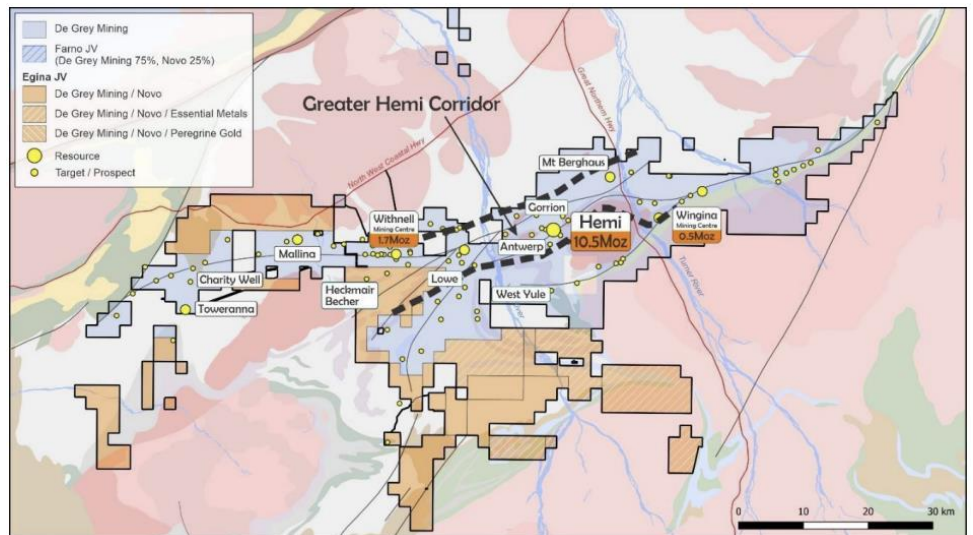 De Grey Mining
Farno JV
(De Grey Mining 75%, Novo 25%)
Egina JV
De Grey Mining / Novo
De Grey Mining / Novo / Essential Metals
De Grey Mining / Novo / Peregrine Gold
Resource
Target / Prospect
Greater Hemi Corridor
Great Northern Hwy
North West Coastal Hwy
Mt Berghaus
Gorrion
Withnell
Mining Centre
1.7Moz
Hemi
10.5Moz
Wingina
Mining Centre
0.5Moz
Antwerp
Mallina
Charity Well
Lowe
Heckmair
Becher
West Yule
Toweranna
Turner River
River
0 10 20 30 km